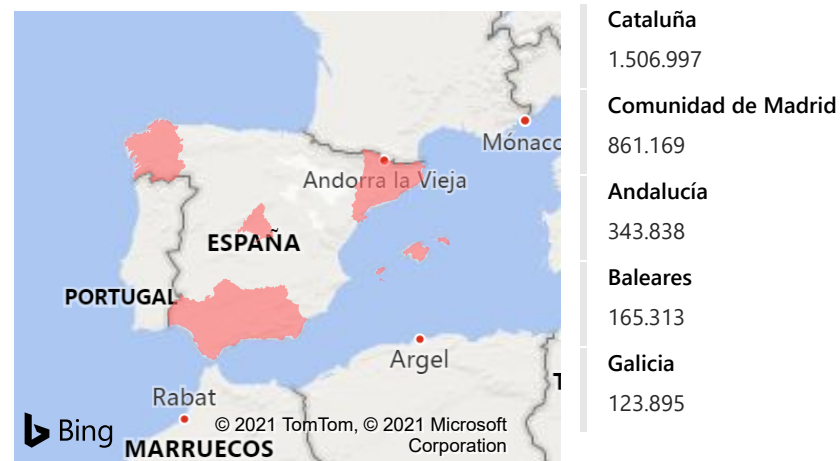 Mónaco
Andorra la Vieja
ESPAÑA
PORTUGAL
Argel
Rabat
Bing
© 2021 TomTom, © 2021 Microsoft
Corporation
MARRUECOS
Cataluña
1.506.997
Comunidad de Madrid
861.169
Andalucía
343.838
Baleares
165.313
Galicia
123.895